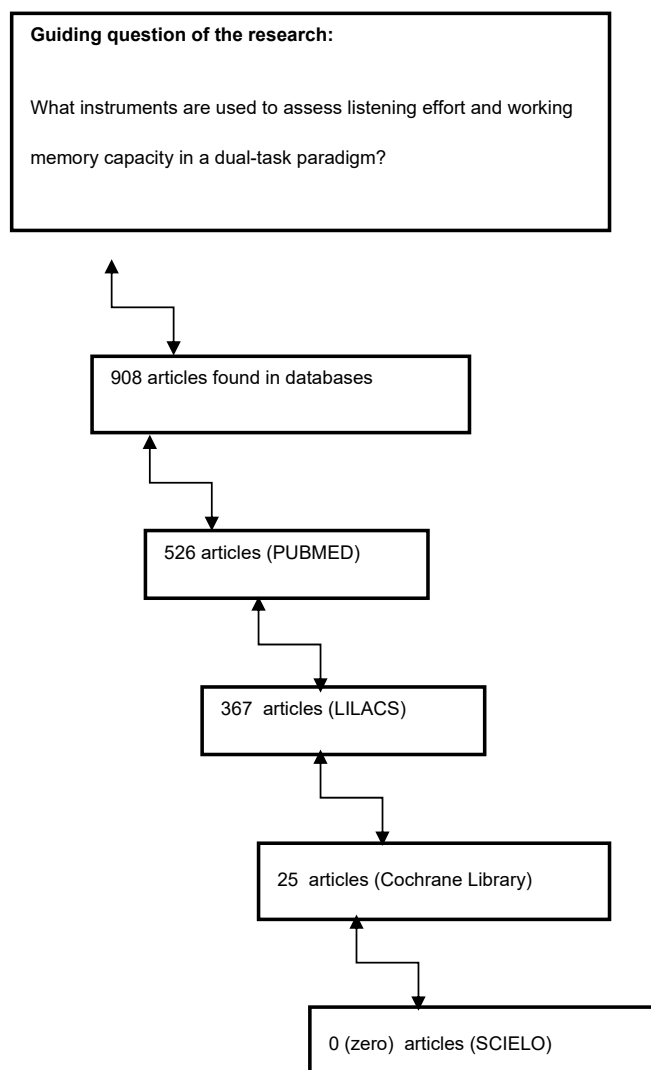 Guiding question of the research:
What instruments are used to assess listening effort and working
memory capacity in a dual-task paradigm?
908 articles found in databases
526 articles (PUBMED)
367  articles (LILACS)
25  articles (Cochrane Library)
0 (zero)  articles (SCIELO)